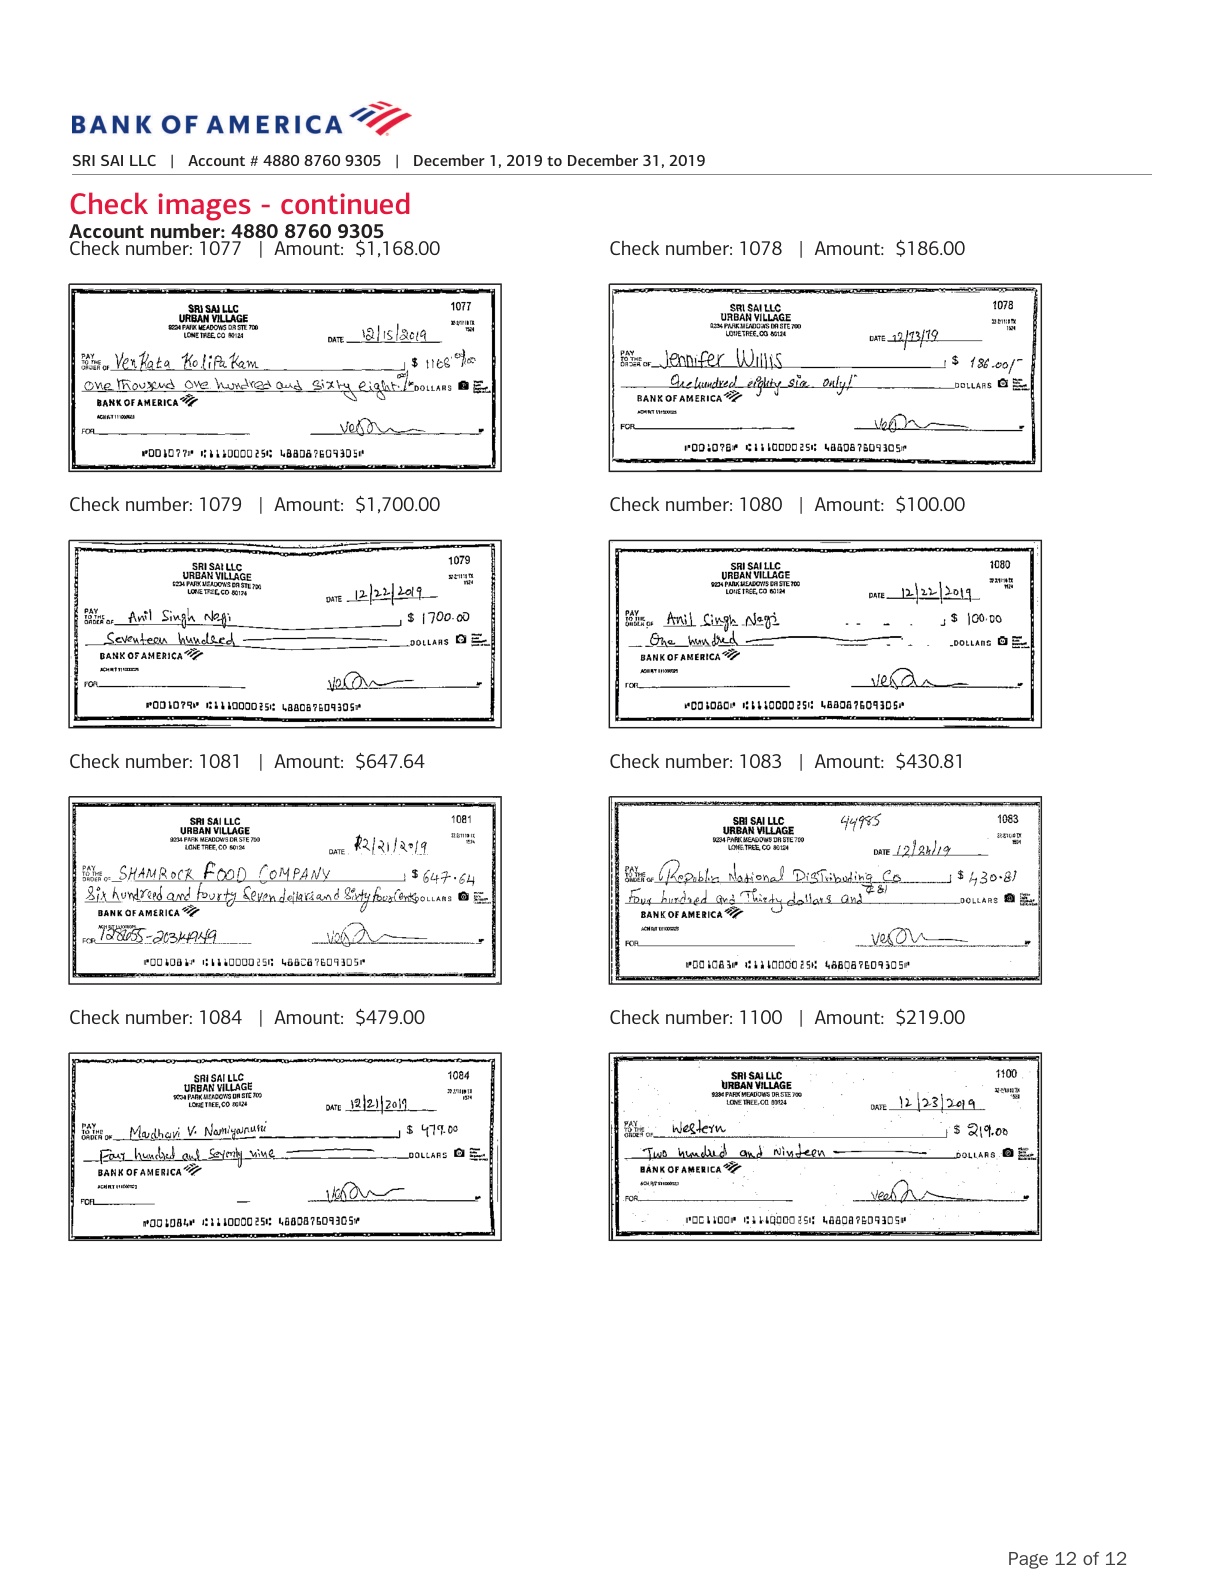 BANK OF AMERICA
SRI SAI LLC | Account # 4880 8760 9305 | December 1, 2019 to December 31, 2019
Check images - continued
Account number: 4880 8760 9305
Check number: 1077 | Amount: $1,168.00
SRI SAI LLC
URBAN VILLAGE
9234 PARK MEADOWS DR STE 700
LONE TREE, CO 80124
1077
DATE 12/15/2019
PAY TO THE ORDER OF Venkata Kolipakam $ 1168 00/100
one thousand one hundred and sixty eight DOLLARS
BANK OF AMERICA
FOR
⑈001077⑈ ⑆111000025⑆ 488087609305⑈
Check number: 1078 | Amount: $186.00
SRI SAI LLC
URBAN VILLAGE
9234 PARK MEADOWS DR STE 700
LONE TREE, CO 80124
1078
DATE
PAY TO THE ORDER OF Jennifer Willis $ 186.00/-
One hundred eighty six only! DOLLARS
BANK OF AMERICA
FOR
⑈001078⑈ ⑆111000025⑆ 488087609305⑈
Check number: 1079 | Amount: $1,700.00
SRI SAI LLC
URBAN VILLAGE
9234 PARK MEADOWS DR STE 700
LONE TREE, CO 80124
1079
DATE 12/22/2019
PAY TO THE ORDER OF Anil Singh Negi $ 1700.00
Seventeen hundred DOLLARS
BANK OF AMERICA
FOR
⑈001079⑈ ⑆111000025⑆ 488087609305⑈
Check number: 1080 | Amount: $100.00
SRI SAI LLC
URBAN VILLAGE
9234 PARK MEADOWS DR STE 700
LONE TREE, CO 80124
1080
DATE 12/22/2019
PAY TO THE ORDER OF Anil Singh Negi $ 100.00
One hundred DOLLARS
BANK OF AMERICA
FOR
⑈001080⑈ ⑆111000025⑆ 488087609305⑈
Check number: 1081 | Amount: $647.64
SRI SAI LLC
URBAN VILLAGE
9234 PARK MEADOWS DR STE 700
LONE TREE, CO 80124
1081
DATE 12/21/2019
PAY TO THE ORDER OF SHAMROCK FOOD COMPANY $ 647.64
Six hundred and fourty Seven dollars and Sixty four cents DOLLARS
BANK OF AMERICA
FOR
⑈001081⑈ ⑆111000025⑆ 488087609305⑈
Check number: 1083 | Amount: $430.81
SRI SAI LLC
URBAN VILLAGE
9234 PARK MEADOWS DR STE 700
LONE TREE, CO 80124
44985
1083
DATE
PAY TO THE ORDER OF Republic National Distributing Co $ 430.81
Four hundred and Thirty dollars and DOLLARS
BANK OF AMERICA
FOR
⑈001083⑈ ⑆111000025⑆ 488087609305⑈
Check number: 1084 | Amount: $479.00
SRI SAI LLC
URBAN VILLAGE
9234 PARK MEADOWS DR STE 700
LONE TREE, CO 80124
1084
DATE 12/21/2019
PAY TO THE ORDER OF Madhavi V. $ 479.00
Four hundred and Seventy nine DOLLARS
BANK OF AMERICA
FOR
⑈001084⑈ ⑆111000025⑆ 488087609305⑈
Check number: 1100 | Amount: $219.00
SRI SAI LLC
URBAN VILLAGE
9234 PARK MEADOWS DR STE 700
LONE TREE, CO 80124
1100
DATE 12/23/2019
PAY TO THE ORDER OF Western $ 219.00
Two hundred and Ninteen DOLLARS
BANK OF AMERICA
FOR
⑈001100⑈ ⑆111000025⑆ 488087609305⑈
Page 12 of 12